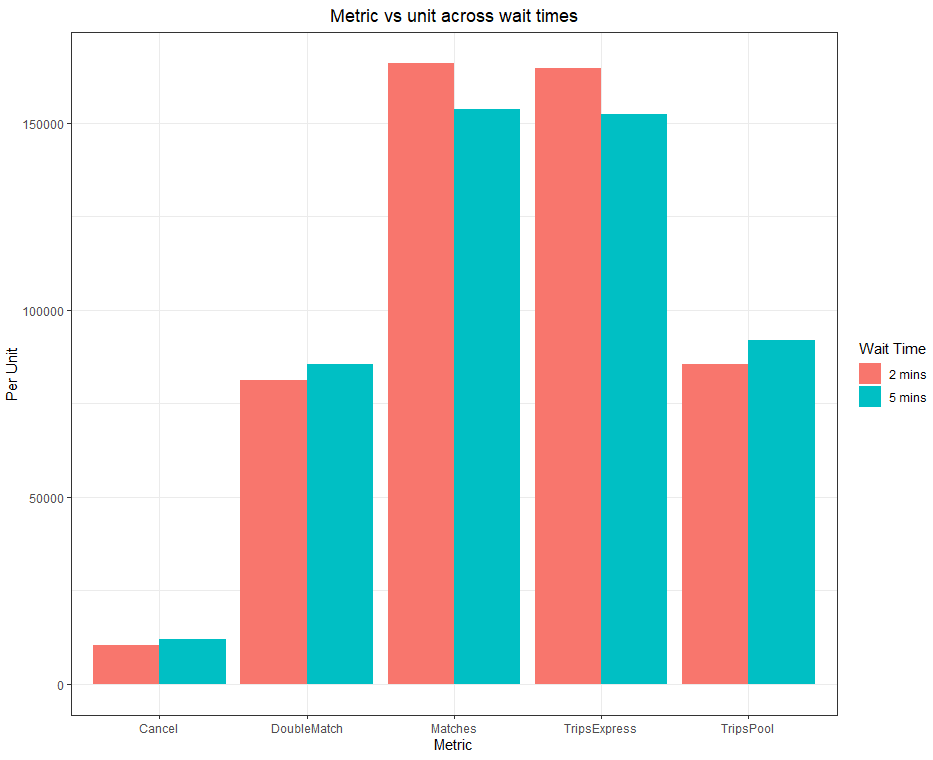 Metric vs unit across wait times
Per Unit
150000
100000
50000
0
Cancel
DoubleMatch
Matches
TripsExpress
TripsPool
Metric
Wait Time
2 mins
5 mins